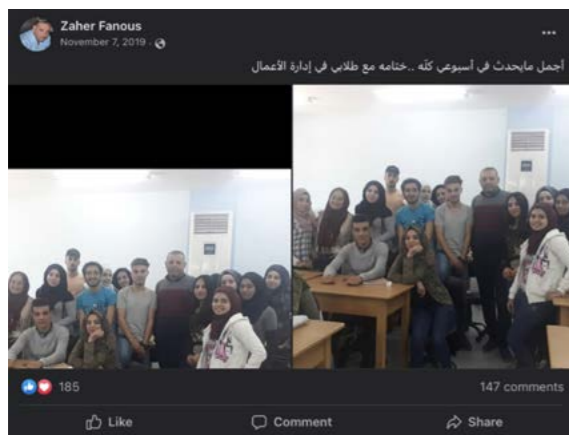 Zaher Fanous
November 7, 2019 ·
أجمل مايحدث في أسبوعي كلّه ..ختامه مع طلابي في إدارة الأعمال
185
147 comments
Like
Comment
Share